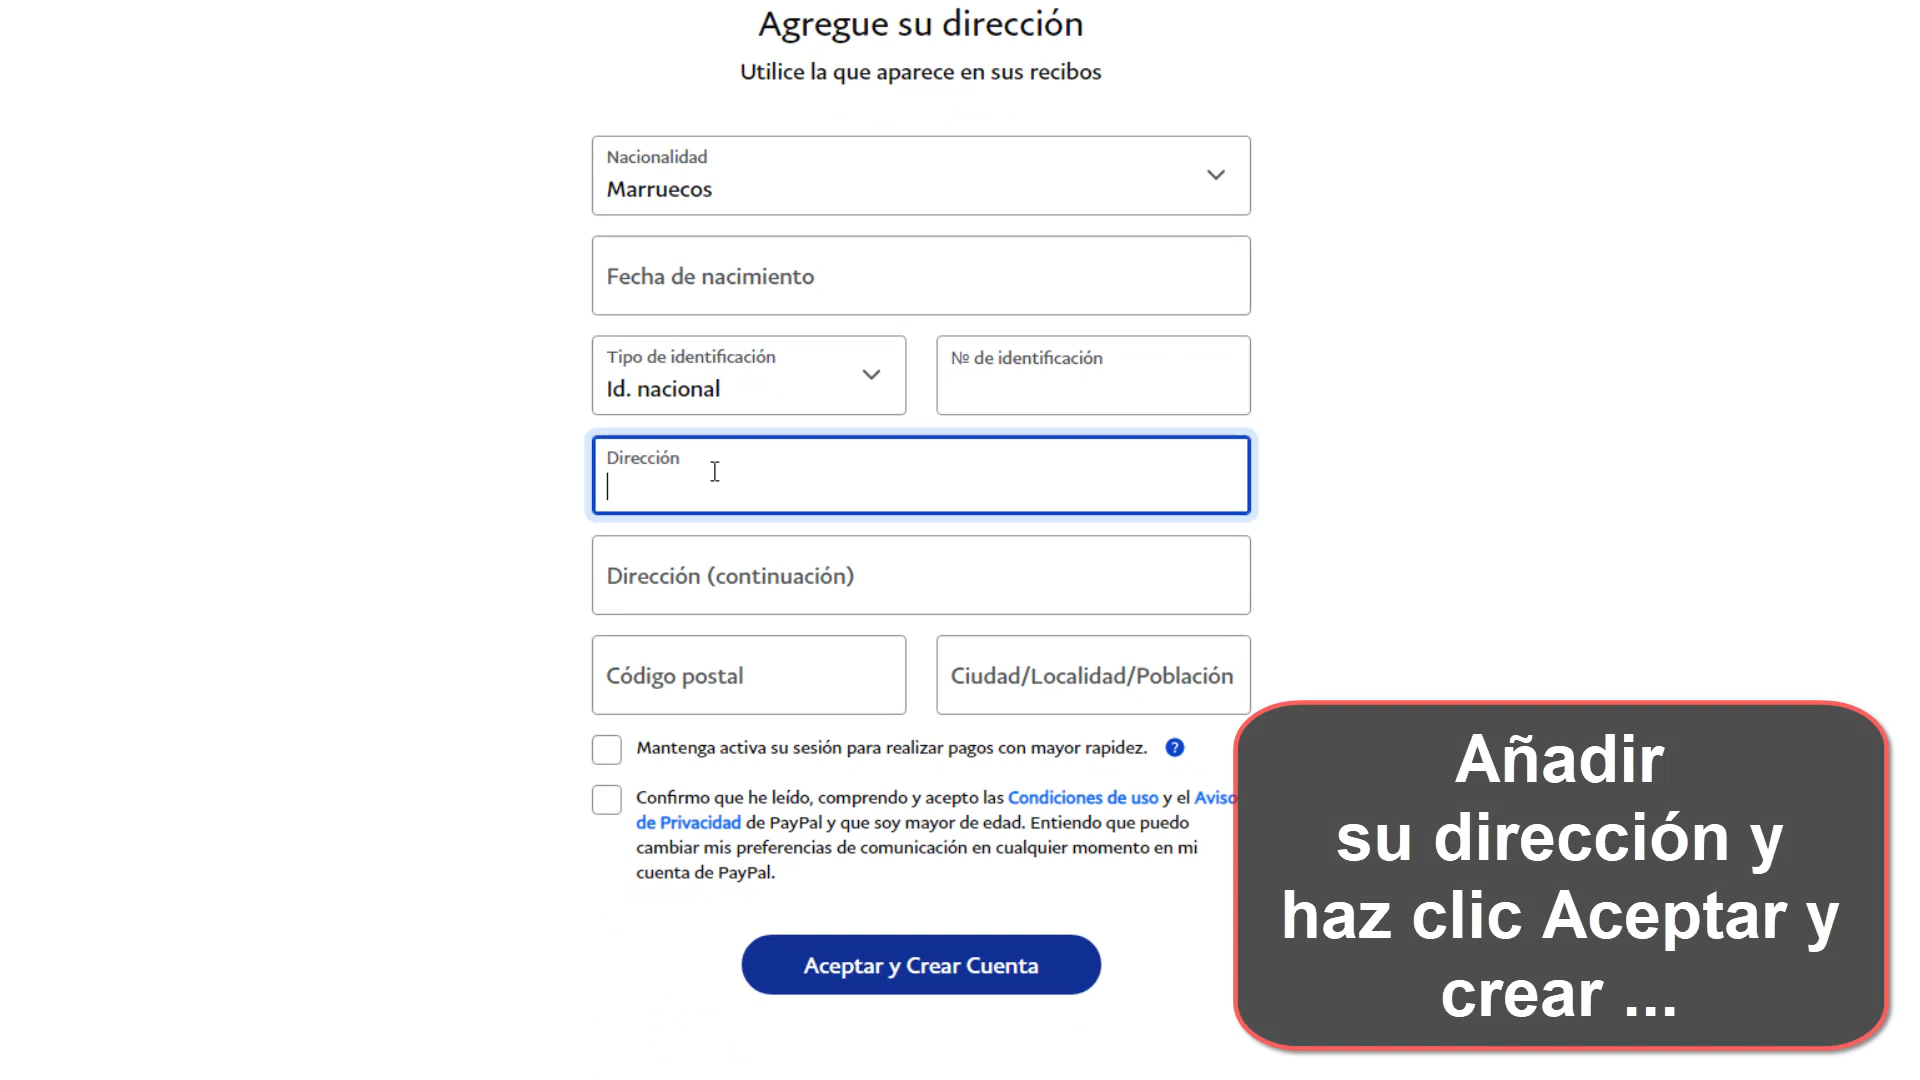 Agregue su dirección
Utilice la que aparece en sus recibos
Nacionalidad
Marruecos
Fecha de nacimiento
Tipo de identificación
Id. nacional
№ de identificación
Dirección
Dirección (continuación)
Código postal
Ciudad/Localidad/Población
Mantenga activa su sesión para realizar pagos con mayor rapidez. ?
Confirmo que he leído, comprendo y acepto las Condiciones de uso y el Aviso
de Privacidad de PayPal y que soy mayor de edad. Entiendo que puedo
cambiar mis preferencias de comunicación en cualquier momento en mi
cuenta de PayPal.
Aceptar y Crear Cuenta
Añadir
su dirección y
haz clic Aceptar y
crear ...